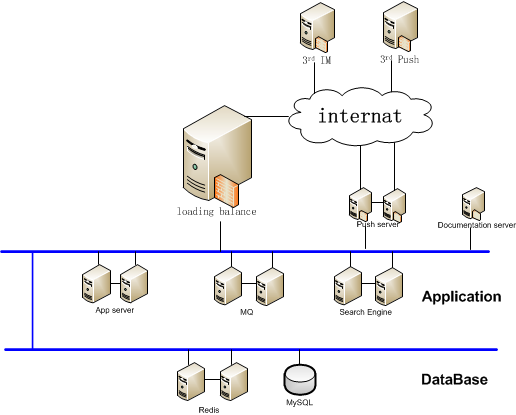 3rd IM
3rd Push
internat
loading balance
Push server
Documentation server
App server
MQ
Search Engine
Application
Redis
MySQL
DataBase